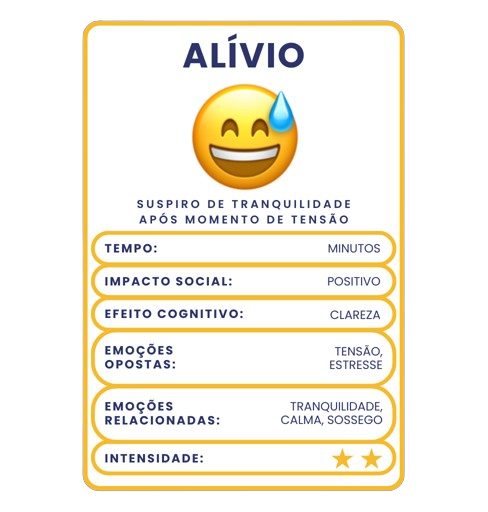 ALÍVIO
SUSPIRO DE TRANQUILIDADE
APÓS MOMENTO DE TENSÃO
TEMPO: MINUTOS
IMPACTO SOCIAL: POSITIVO
EFEITO COGNITIVO: CLAREZA
EMOÇÕES OPOSTAS: TENSÃO, ESTRESSE
EMOÇÕES RELACIONADAS: TRANQUILIDADE, CALMA, SOSSEGO
INTENSIDADE: